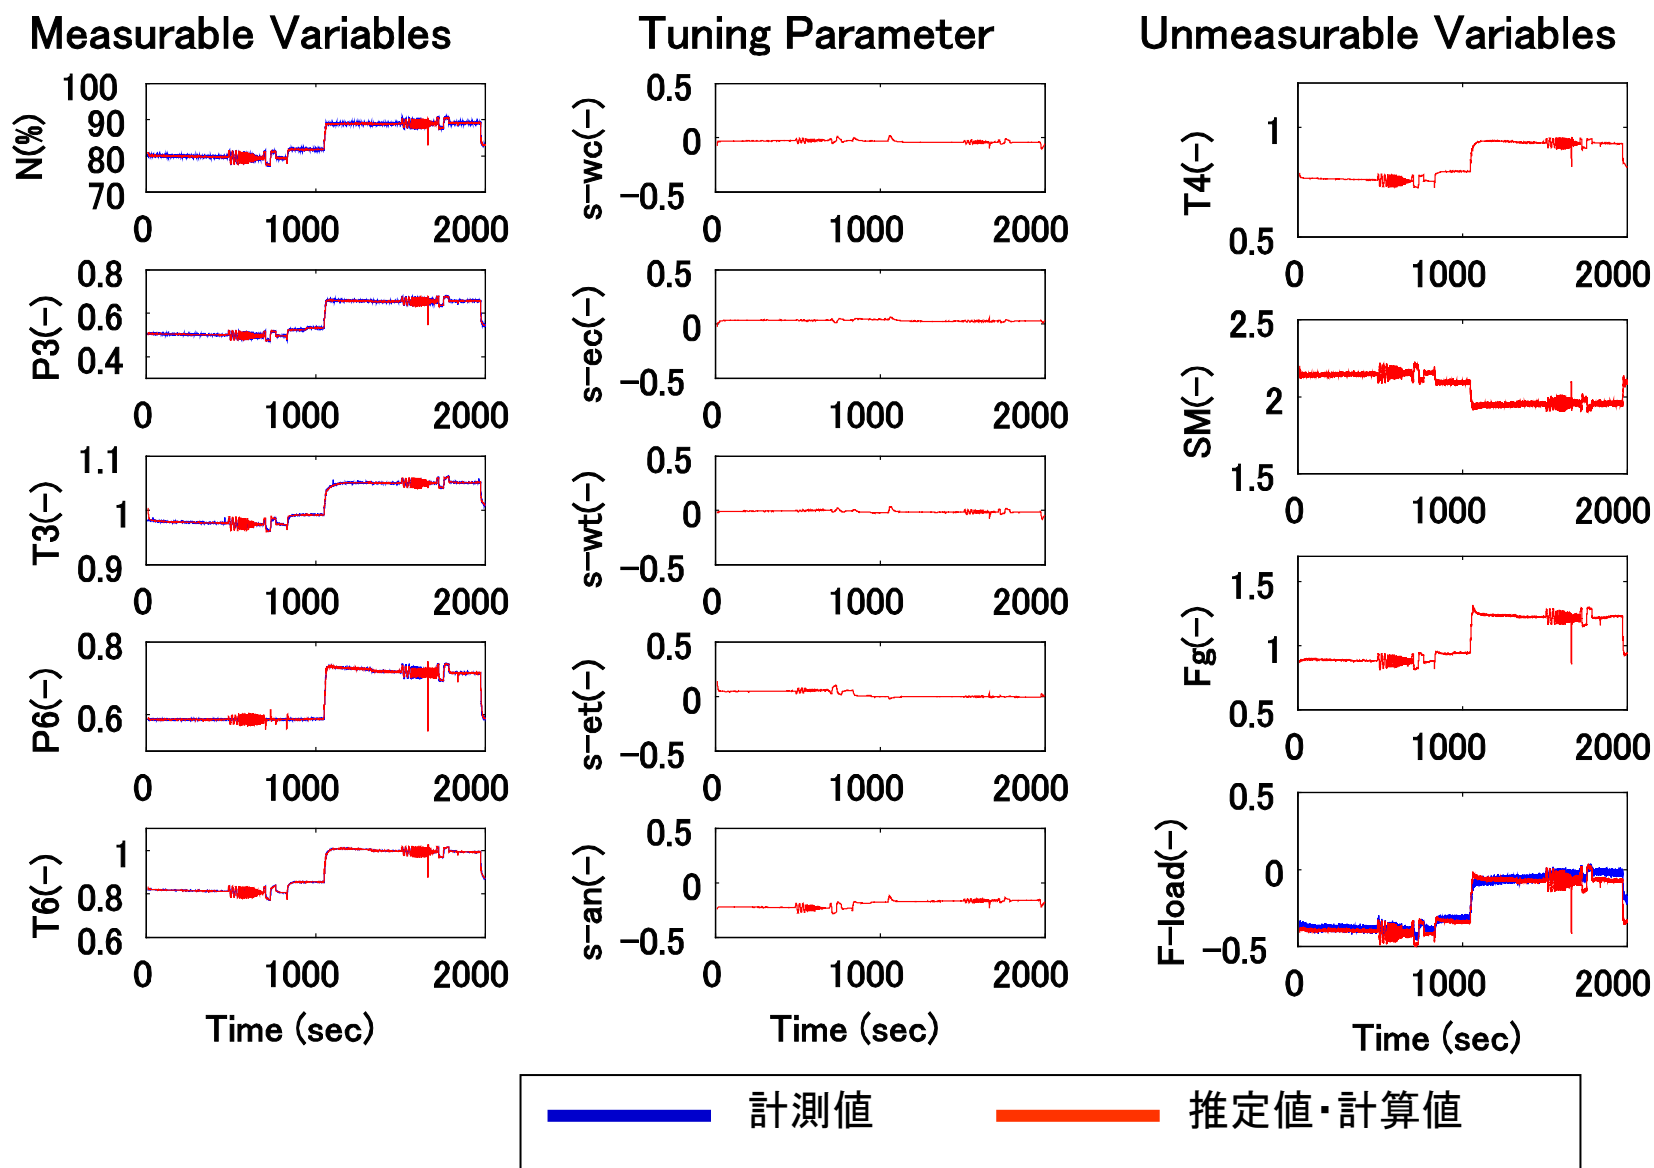 Measurable Variables
Tuning Parameter
Unmeasurable Variables
N(%)
100
90
80
70
0 1000 2000
P3(-)
0.8
0.6
0.4
0 1000 2000
T3(-)
1.1
1
0.9
0 1000 2000
P6(-)
0.8
0.6
0 1000 2000
T6(-)
1
0.8
0.6
0 1000 2000
Time (sec)
s-wc(-)
0.5
0
-0.5
0 1000 2000
s-ec(-)
0.5
0
-0.5
0 1000 2000
s-wt(-)
0.5
0
-0.5
0 1000 2000
s-et(-)
0.5
0
-0.5
0 1000 2000
s-an(-)
0.5
0
-0.5
0 1000 2000
Time (sec)
T4(-)
1
0.5
0 1000 2000
SM(-)
2.5
2
1.5
0 1000 2000
Fg(-)
1.5
1
0.5
0 1000 2000
F-load(-)
0.5
0
-0.5
0 1000 2000
Time (sec)
計測値
推定値・計算値